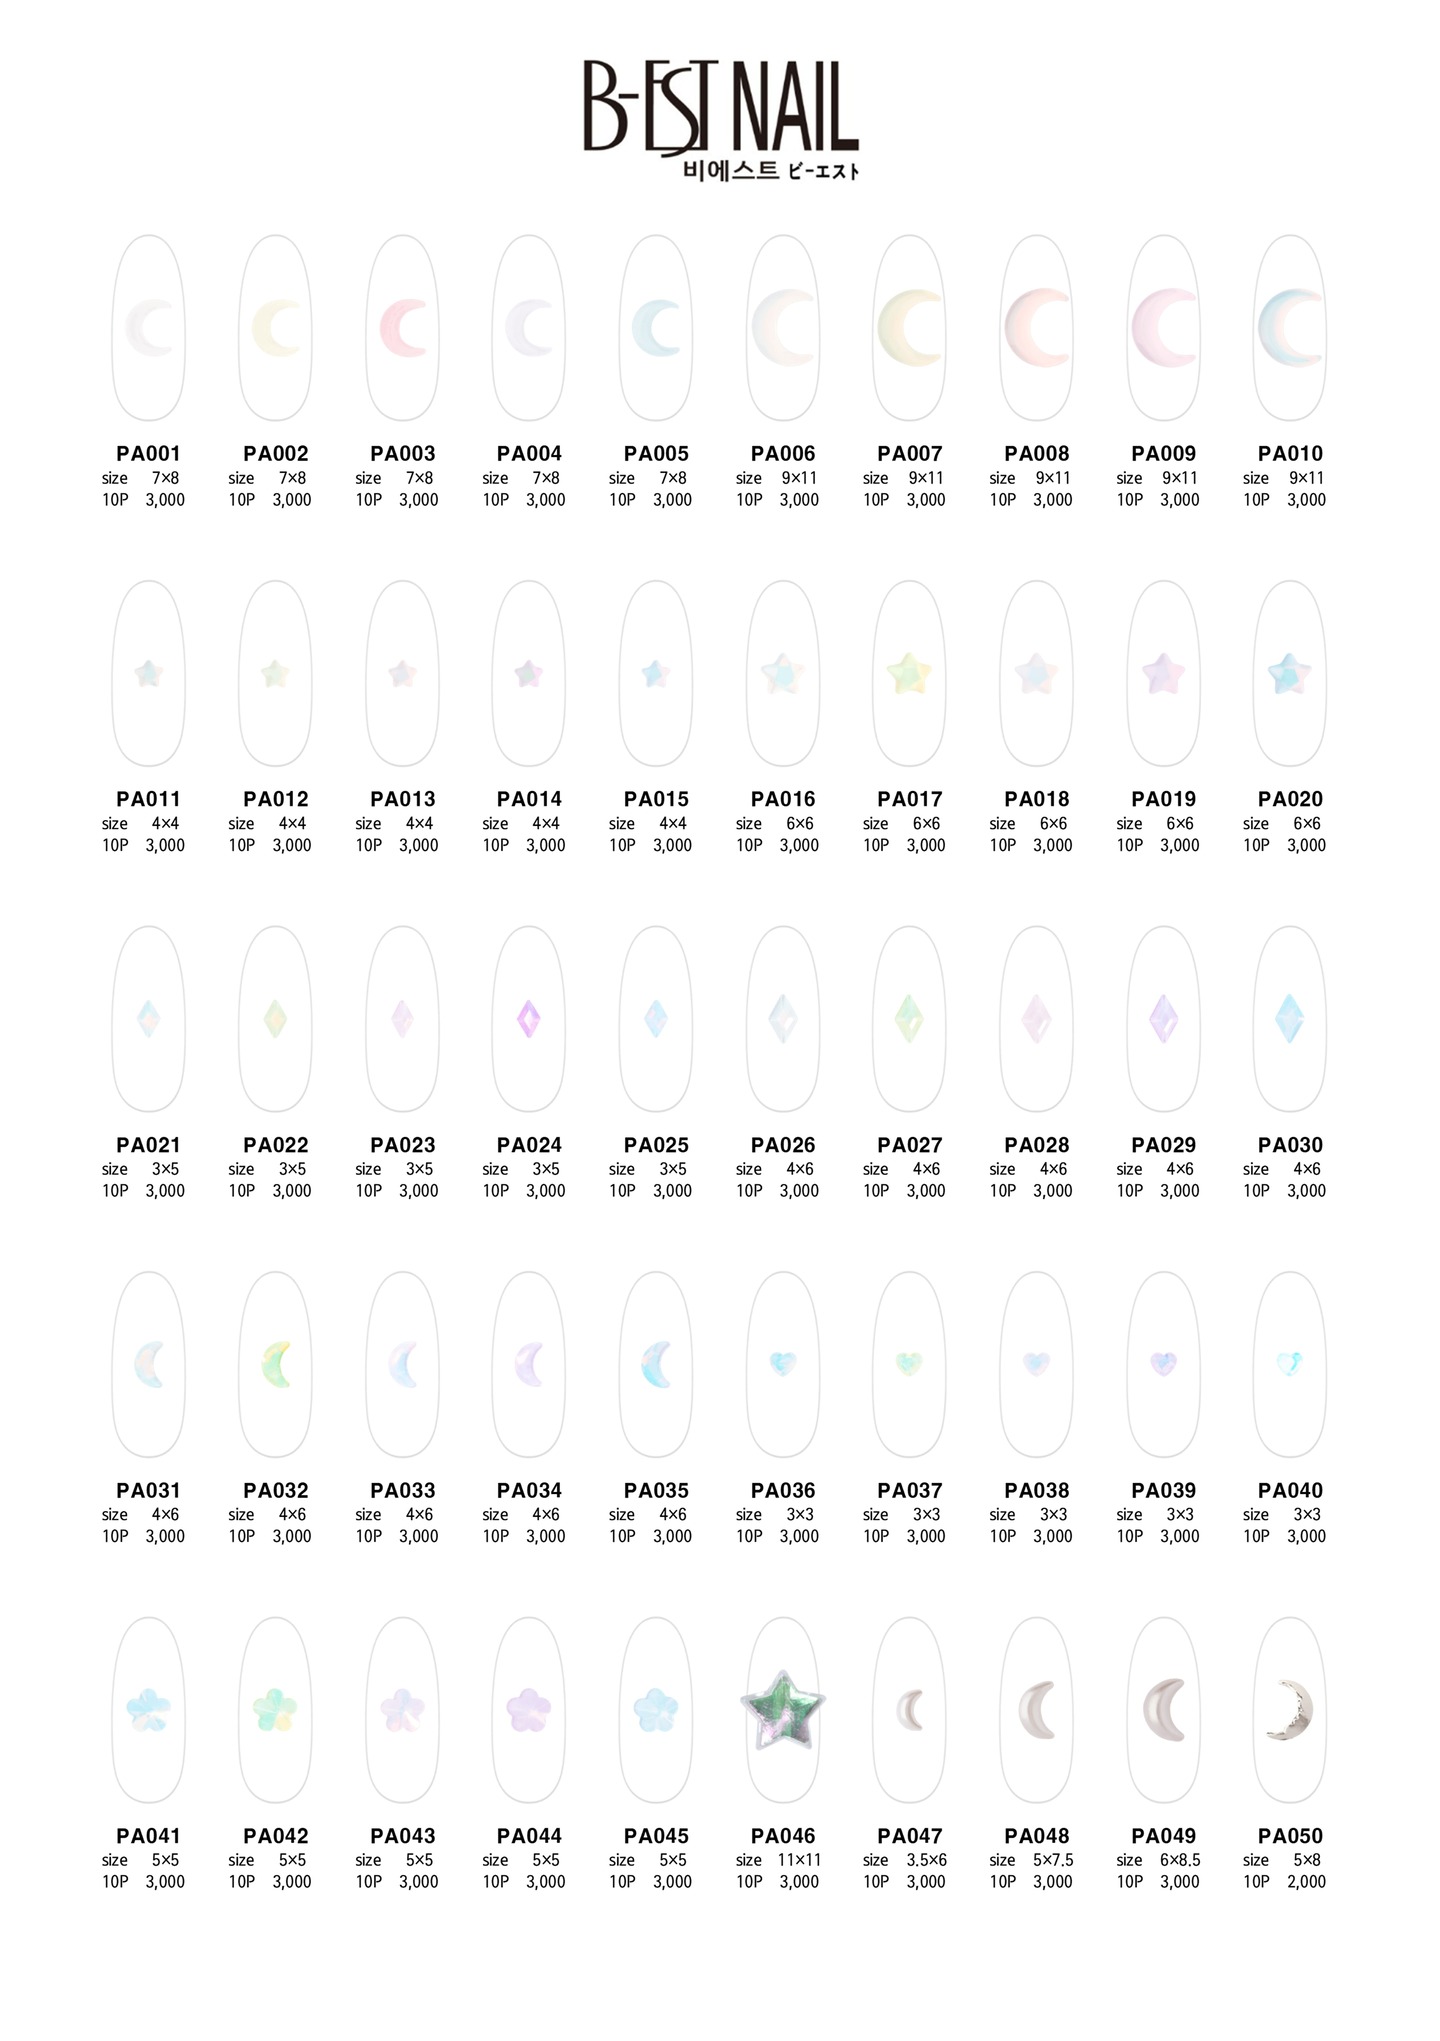 B-EST NAIL
비에스트 ビーエスト
PA001 PA002 PA003 PA004 PA005 PA006 PA007 PA008 PA009 PA010
size 7×8 size 7×8 size 7×8 size 7×8 size 7×8 size 9×11 size 9×11 size 9×11 size 9×11 size 9×11
10P 3,000 10P 3,000 10P 3,000 10P 3,000 10P 3,000 10P 3,000 10P 3,000 10P 3,000 10P 3,000 10P 3,000
PA011 PA012 PA013 PA014 PA015 PA016 PA017 PA018 PA019 PA020
size 4×4 size 4×4 size 4×4 size 4×4 size 4×4 size 6×6 size 6×6 size 6×6 size 6×6 size 6×6
10P 3,000 10P 3,000 10P 3,000 10P 3,000 10P 3,000 10P 3,000 10P 3,000 10P 3,000 10P 3,000 10P 3,000
PA021 PA022 PA023 PA024 PA025 PA026 PA027 PA028 PA029 PA030
size 3×5 size 3×5 size 3×5 size 3×5 size 3×5 size 4×6 size 4×6 size 4×6 size 4×6 size 4×6
10P 3,000 10P 3,000 10P 3,000 10P 3,000 10P 3,000 10P 3,000 10P 3,000 10P 3,000 10P 3,000 10P 3,000
PA031 PA032 PA033 PA034 PA035 PA036 PA037 PA038 PA039 PA040
size 4×6 size 4×6 size 4×6 size 4×6 size 4×6 size 3×3 size 3×3 size 3×3 size 3×3 size 3×3
10P 3,000 10P 3,000 10P 3,000 10P 3,000 10P 3,000 10P 3,000 10P 3,000 10P 3,000 10P 3,000 10P 3,000
PA041 PA042 PA043 PA044 PA045 PA046 PA047 PA048 PA049 PA050
size 5×5 size 5×5 size 5×5 size 5×5 size 5×5 size 11×11 size 3.5×6 size 5×7.5 size 6×8.5 size 5×8
10P 3,000 10P 3,000 10P 3,000 10P 3,000 10P 3,000 10P 3,000 10P 3,000 10P 3,000 10P 3,000 10P 2,000